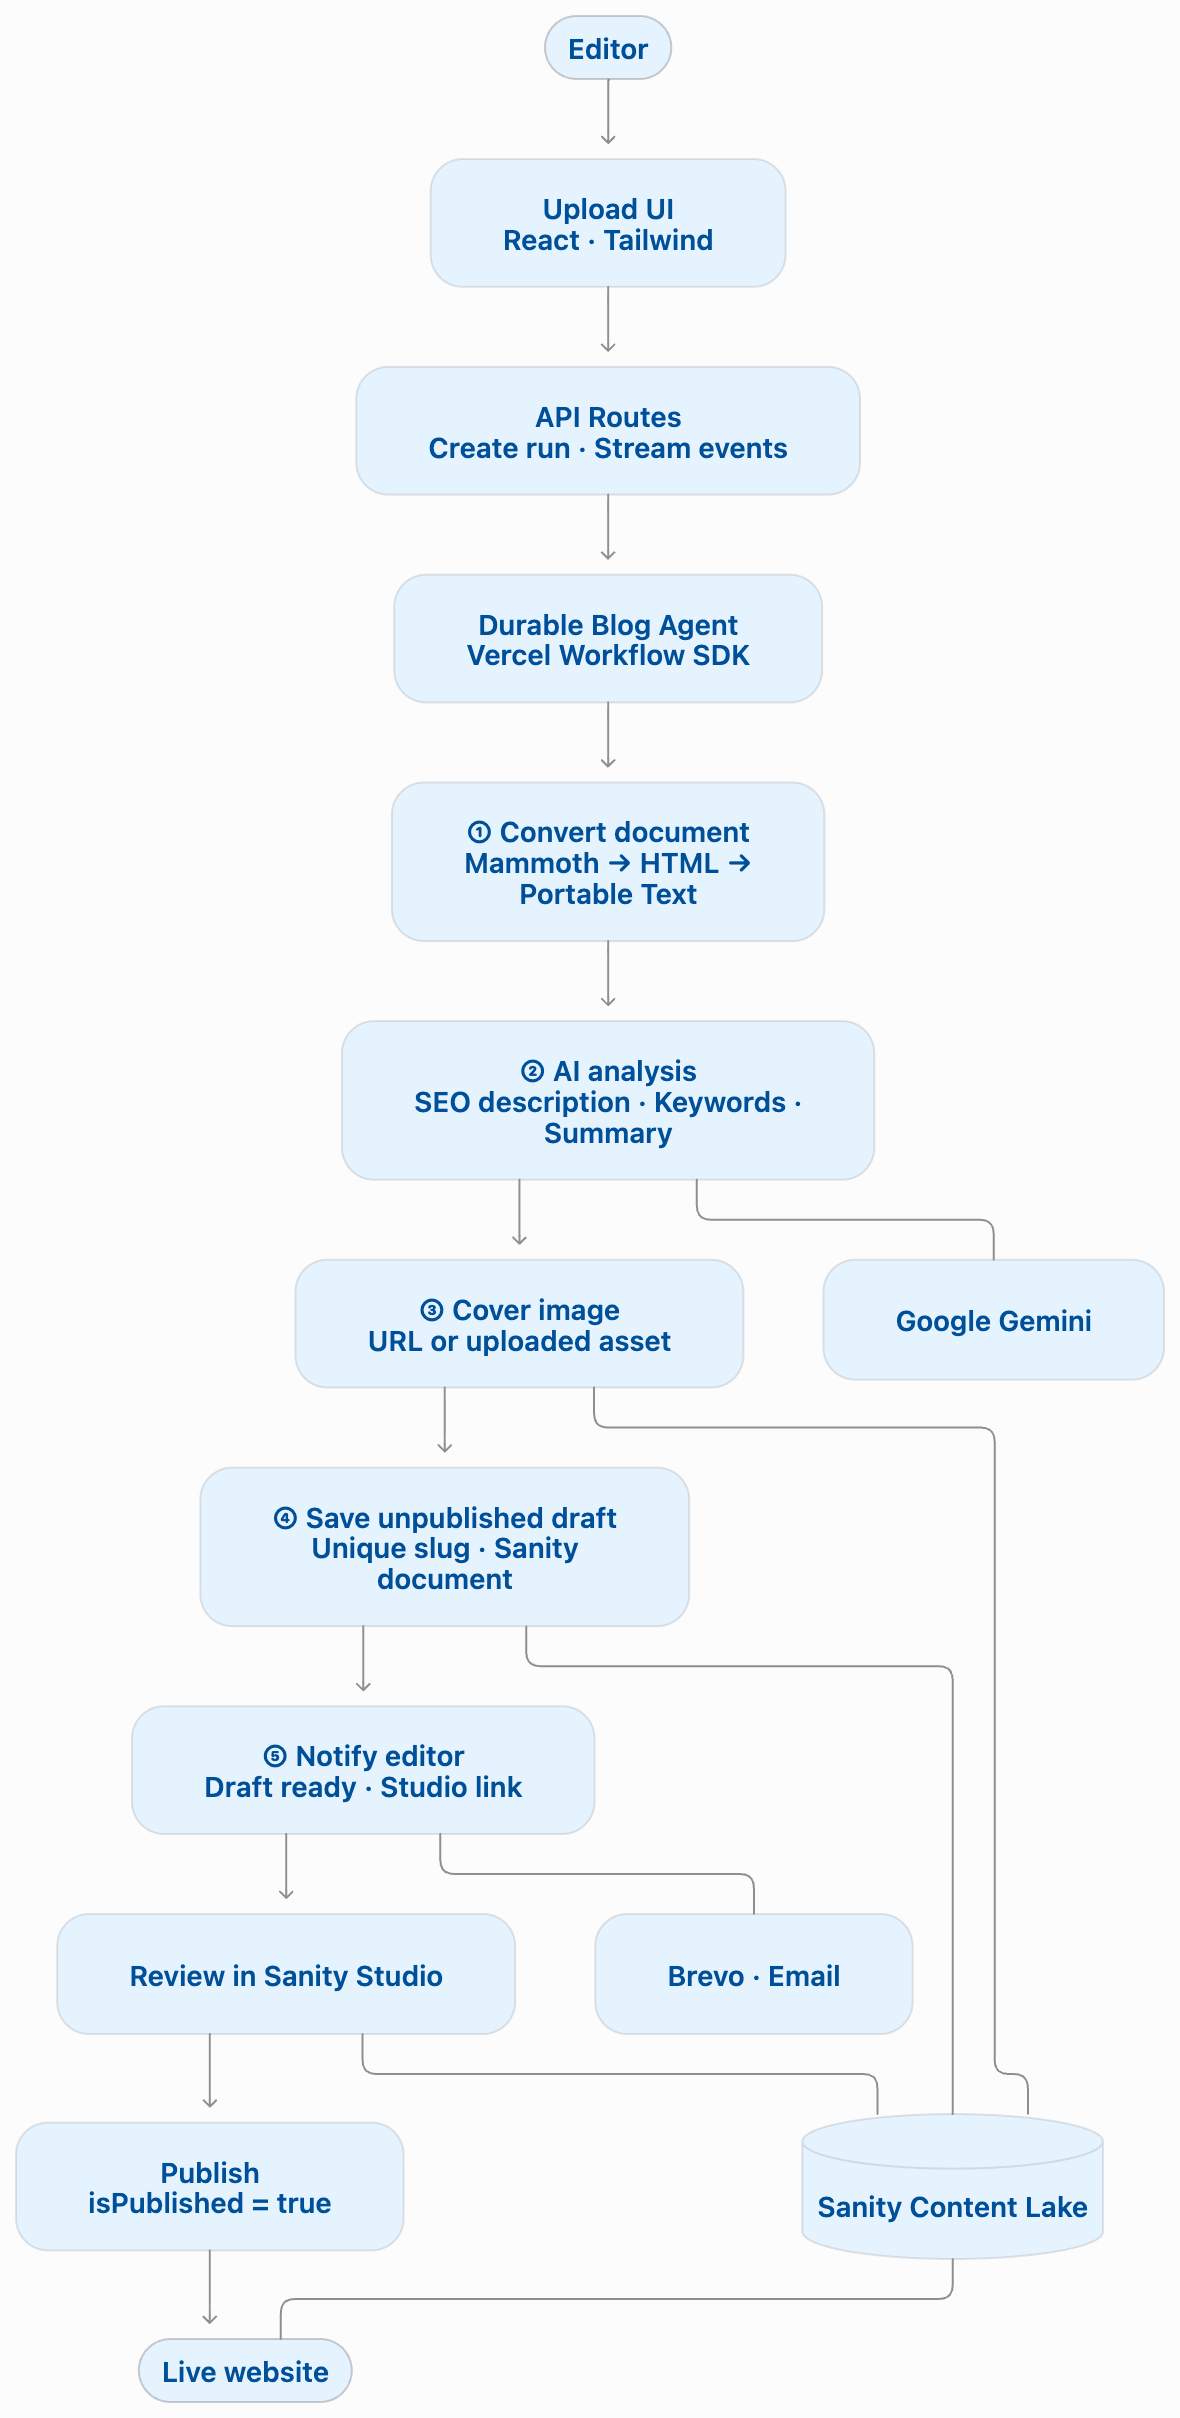 Editor
Upload UI
React · Tailwind
API Routes
Create run · Stream events
Durable Blog Agent
Vercel Workflow SDK
① Convert document
Mammoth → HTML →
Portable Text
② AI analysis
SEO description · Keywords ·
Summary
③ Cover image
URL or uploaded asset
Google Gemini
④ Save unpublished draft
Unique slug · Sanity
document
⑤ Notify editor
Draft ready · Studio link
Review in Sanity Studio
Brevo · Email
Publish
isPublished = true
Sanity Content Lake
Live website